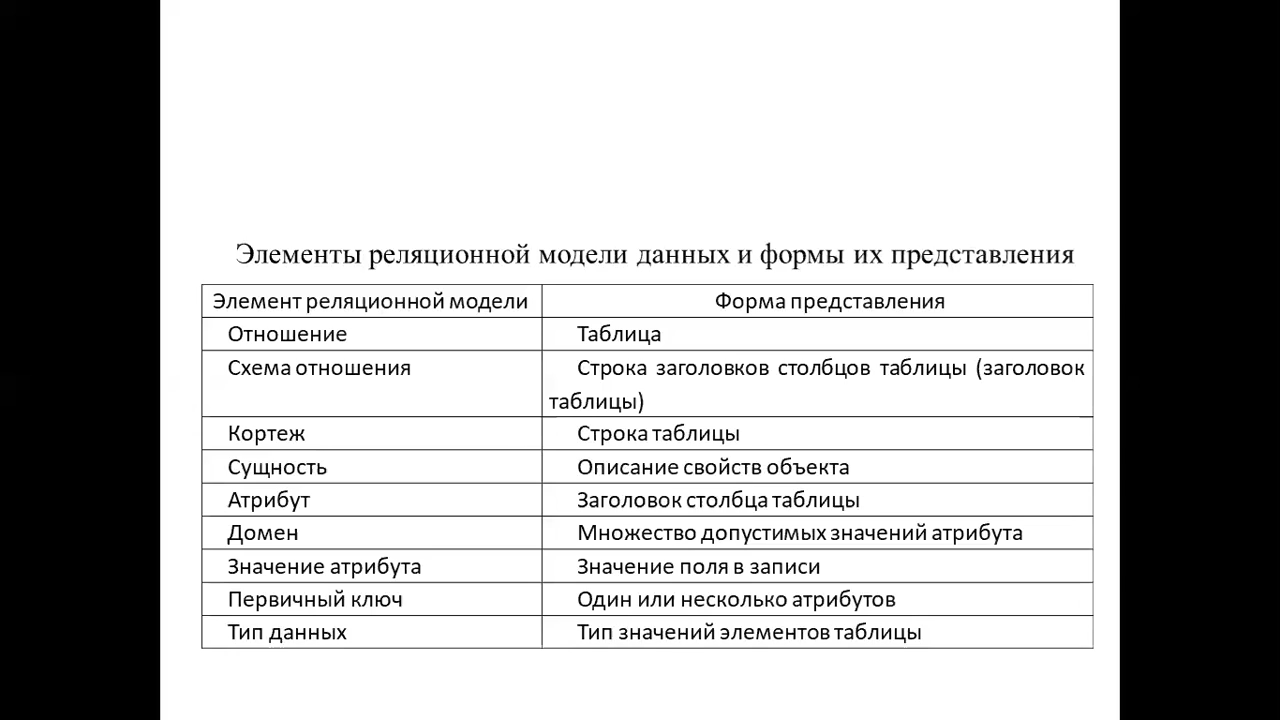 Элементы реляционной модели данных и формы их представления
Элемент реляционной модели Форма представления
Отношение Таблица
Схема отношения Строка заголовков столбцов таблицы (заголовок
таблицы)
Кортеж Строка таблицы
Сущность Описание свойств объекта
Атрибут Заголовок столбца таблицы
Домен Множество допустимых значений атрибута
Значение атрибута Значение поля в записи
Первичный ключ Один или несколько атрибутов
Тип данных Тип значений элементов таблицы